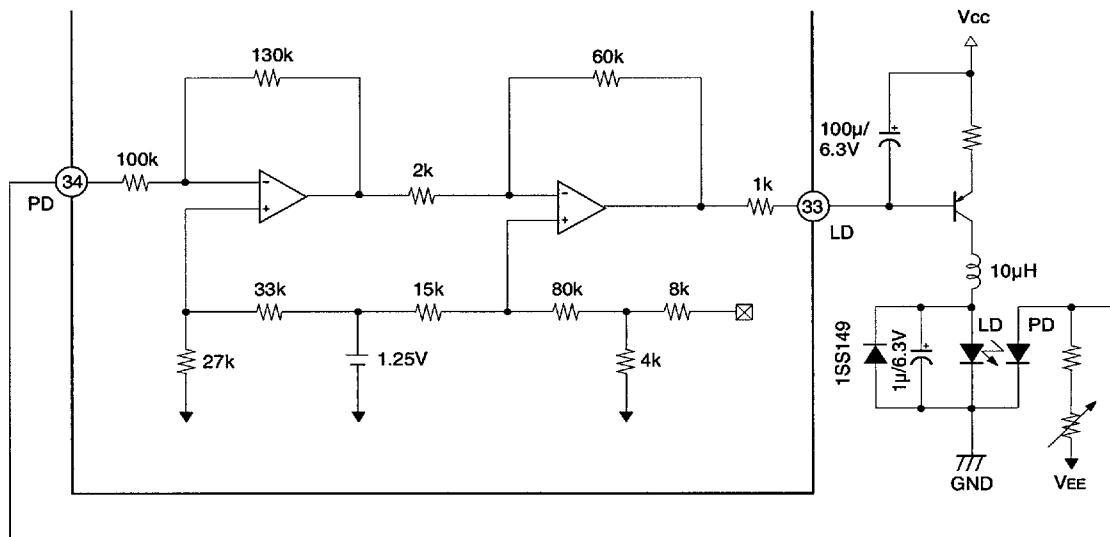 Vcc
130k
60k
100µ/
6.3V
34
100k
2k
1k
33
PD
LD
10µH
33k
15k
80k
8k
27k
1.25V
4k
1SS149
1µ/6.3V
LD
PD
GND
VEE